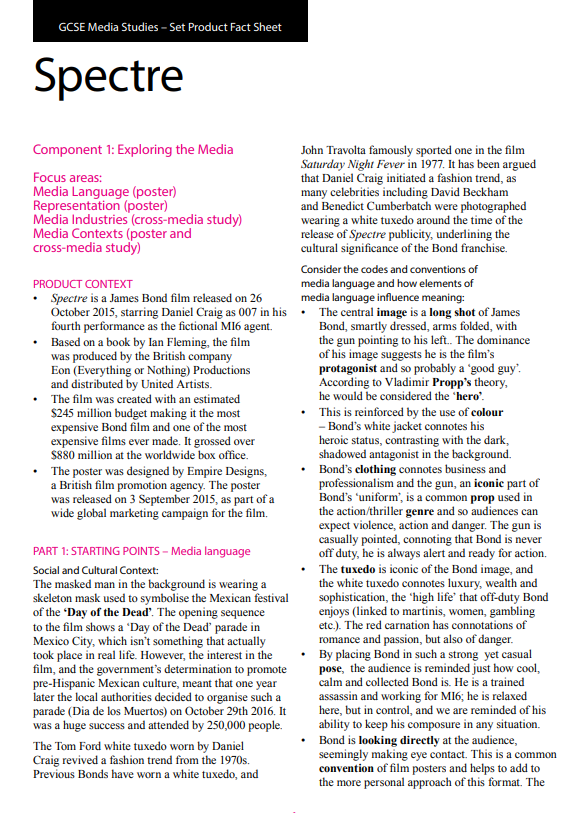 GCSE Media Studies – Set Product Fact Sheet
Spectre
Component 1: Exploring the Media
Focus areas:
Media Language (poster)
Representation (poster)
Media Industries (cross-media study)
Media Contexts (poster and
cross-media study)
PRODUCT CONTEXT
• Spectre is a James Bond film released on 26
October 2015, starring Daniel Craig as 007 in his
fourth performance as the fictional MI6 agent.
• Based on a book by Ian Fleming, the film
was produced by the British company
Eon (Everything or Nothing) Productions
and distributed by United Artists.
• The film was created with an estimated
$245 million budget making it the most
expensive Bond film and one of the most
expensive films ever made. It grossed over
$880 million at the worldwide box office.
• The poster was designed by Empire Designs,
a British film promotion agency. The poster
was released on 3 September 2015, as part of a
wide global marketing campaign for the film.
PART 1: STARTING POINTS – Media language
Social and Cultural Context:
The masked man in the background is wearing a
skeleton mask used to symbolise the Mexican festival
of the ‘Day of the Dead’. The opening sequence
to the film shows a ‘Day of the Dead’ parade in
Mexico City, which isn’t something that actually
took place in real life. However, the interest in the
film, and the government’s determination to promote
pre-Hispanic Mexican culture, meant that one year
later the local authorities decided to organise such a
parade (Dia de los Muertos) on October 29th 2016. It
was a huge success and attended by 250,000 people.
The Tom Ford white tuxedo worn by Daniel
Craig revived a fashion trend from the 1970s.
Previous Bonds have worn a white tuxedo, and
John Travolta famously sported one in the film
Saturday Night Fever in 1977. It has been argued
that Daniel Craig initiated a fashion trend, as
many celebrities including David Beckham
and Benedict Cumberbatch were photographed
wearing a white tuxedo around the time of the
release of Spectre publicity, underlining the
cultural significance of the Bond franchise.
Consider the codes and conventions of
media language and how elements of
media language influence meaning:
• The central image is a long shot of James
Bond, smartly dressed, arms folded, with
the gun pointing to his left.. The dominance
of his image suggests he is the film’s
protagonist and so probably a ‘good guy’.
According to Vladimir Propp’s theory,
he would be considered the ‘hero’.
• This is reinforced by the use of colour
– Bond’s white jacket connotes his
heroic status, contrasting with the dark,
shadowed antagonist in the background.
• Bond’s clothing connotes business and
professionalism and the gun, an iconic part of
Bond’s ‘uniform’, is a common prop used in
the action/thriller genre and so audiences can
expect violence, action and danger. The gun is
casually pointed, connoting that Bond is never
off duty, he is always alert and ready for action.
• The tuxedo is iconic of the Bond image, and
the white tuxedo connotes luxury, wealth and
sophistication, the ‘high life’ that off-duty Bond
enjoys (linked to martinis, women, gambling
etc.). The red carnation has connotations of
romance and passion, but also of danger.
• By placing Bond in such a strong yet casual
pose, the audience is reminded just how cool,
calm and collected Bond is. He is a trained
assassin and working for MI6; he is relaxed
here, but in control, and we are reminded of his
ability to keep his composure in any situation.
• Bond is looking directly at the audience,
seemingly making eye contact. This is a common
convention of film posters and helps to add to
the more personal approach of this format. The